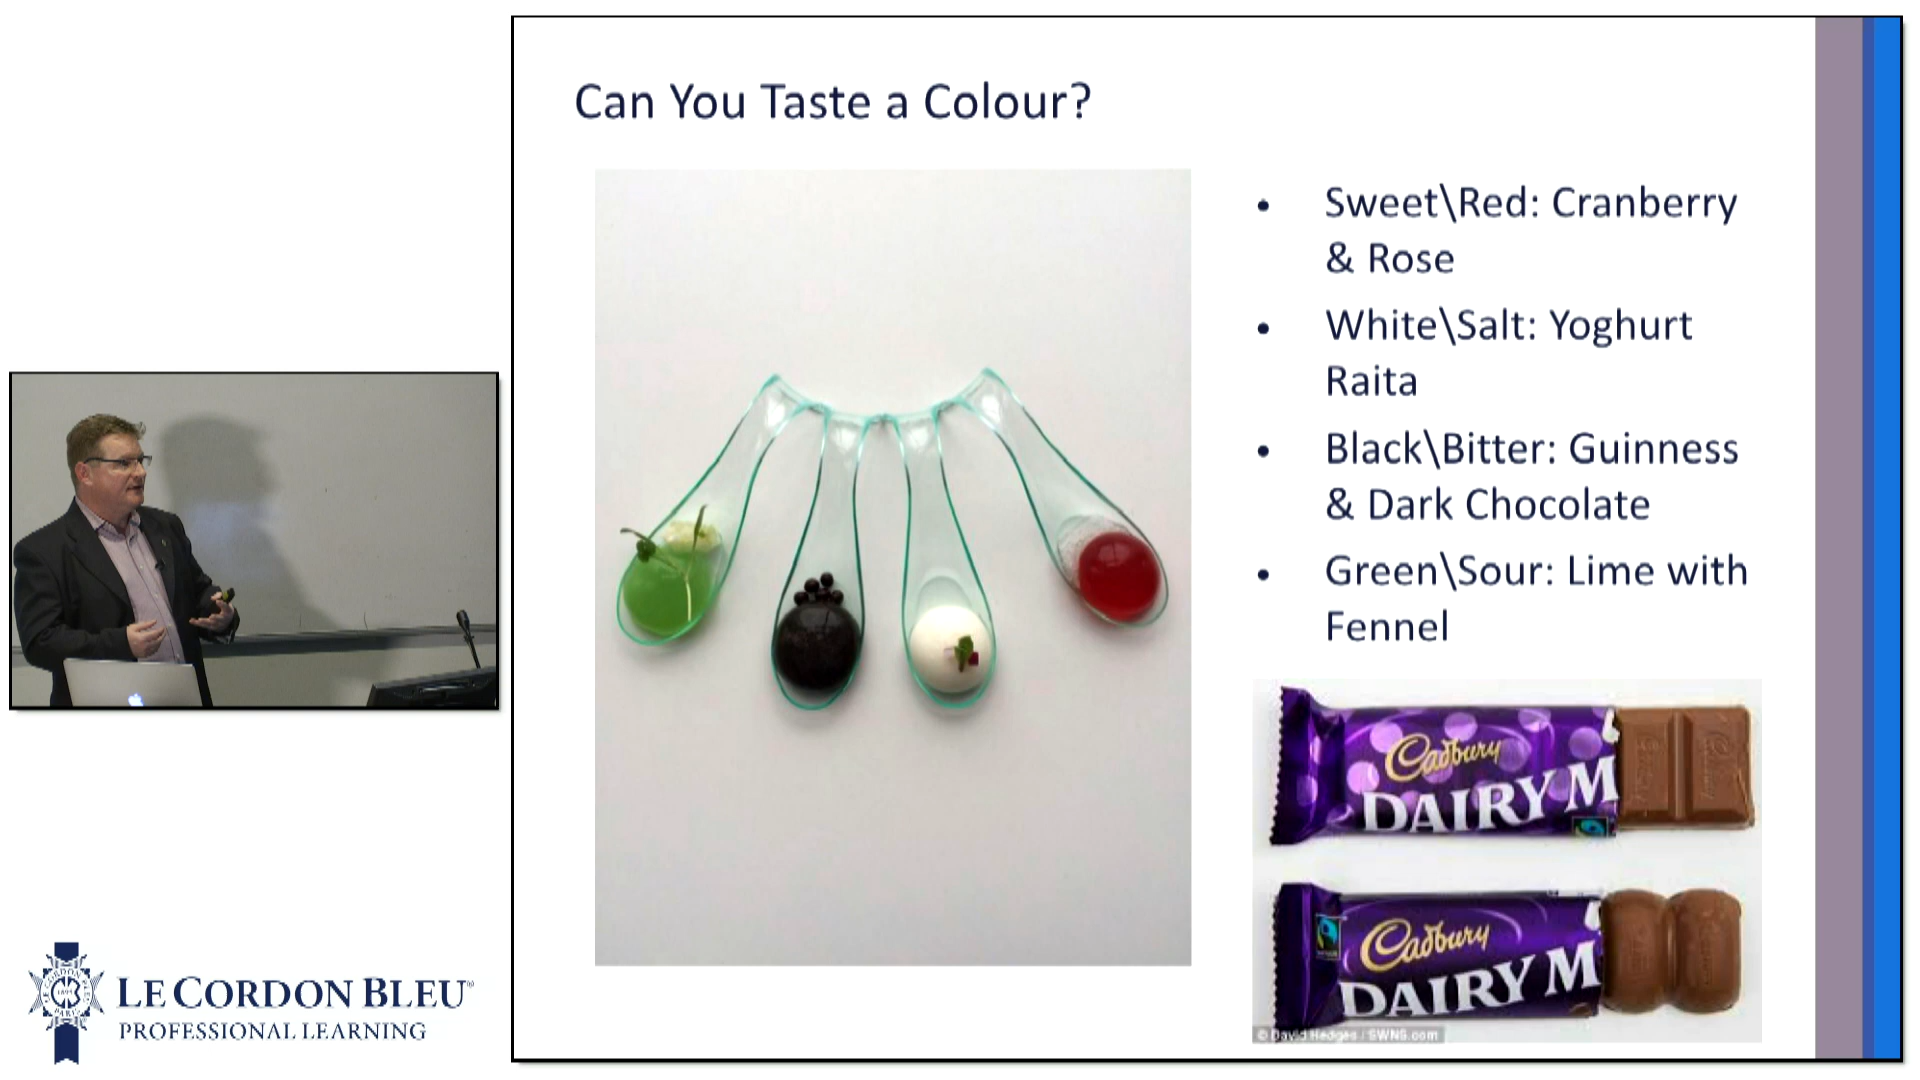 Can You Taste a Colour?
• Sweet\Red: Cranberry
& Rose
• White\Salt: Yoghurt
Raita
• Black\Bitter: Guinness
& Dark Chocolate
• Green\Sour: Lime with
Fennel
Cadbury
DAIRY M
Cadbury
DAIRY M
© David Hedges / SWNS.com
LE CORDON BLEU®
PROFESSIONAL LEARNING